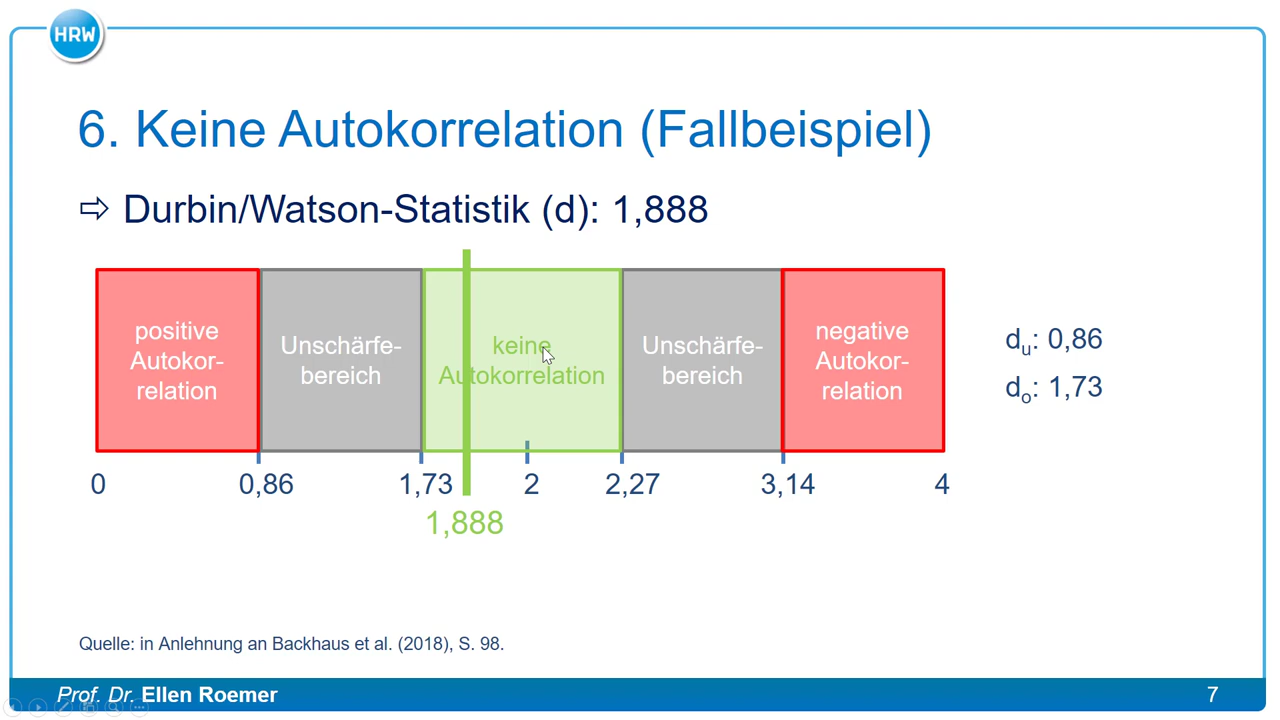 HRW
6. Keine Autokorrelation (Fallbeispiel)
⇨ Durbin/Watson-Statistik (d): 1,888
positive
Autokor-
relation
Unschärfe-
bereich
keine
Autokorrelation
Unschärfe-
bereich
negative
Autokor-
relation
du: 0,86
do: 1,73
0 0,86 1,73 2 2,27 3,14 4
1,888
Quelle: in Anlehnung an Backhaus et al. (2018), S. 98.
Prof. Dr. Ellen Roemer 7